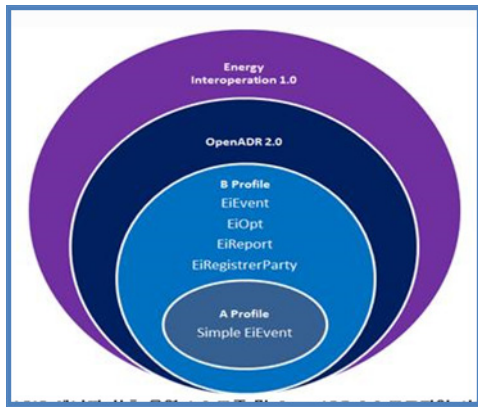 Energy
Interoperation 1.0
OpenADR 2.0
B Profile
EiEvent
EiOpt
EiReport
EiRegistrerParty
A Profile
Simple EiEvent